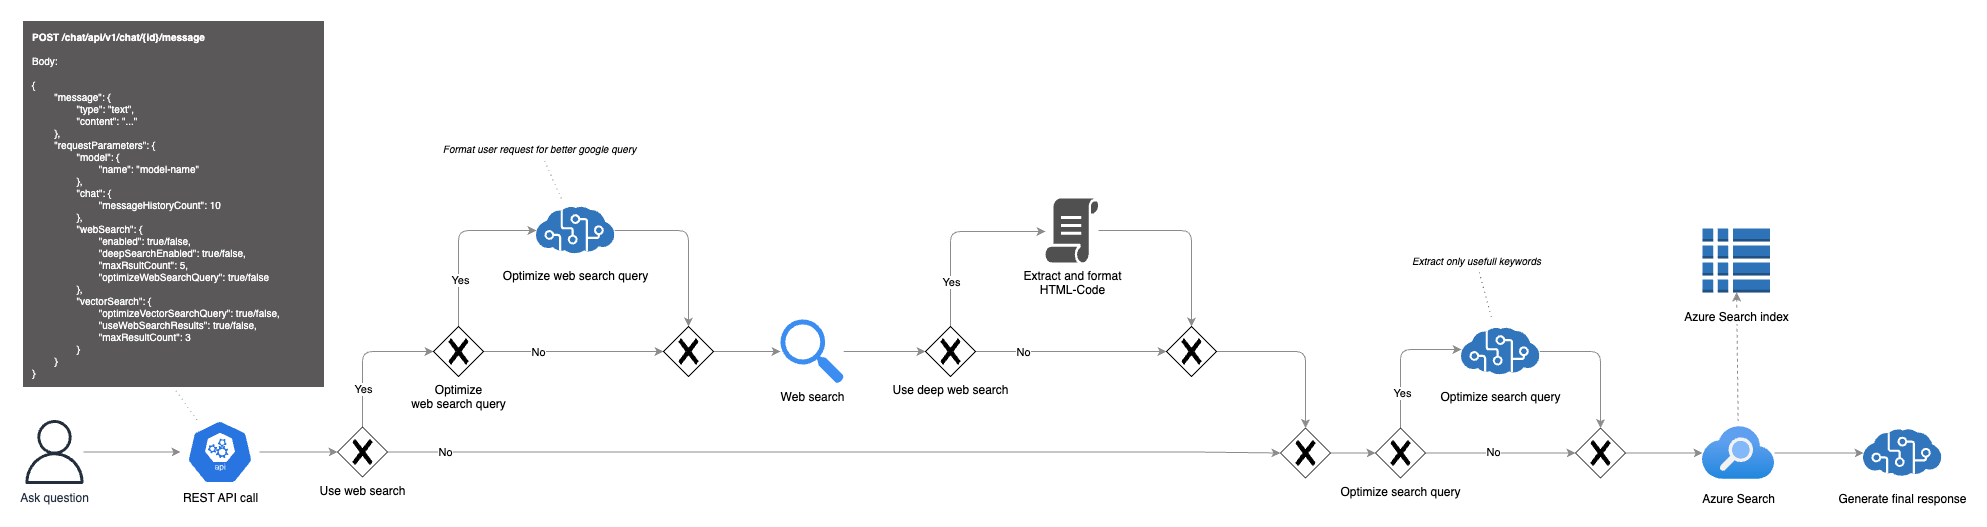 POST /chat/api/v1/chat/{id}/message
Body:
{
"message": {
"type": "text",
"content": "..."
},
"requestParameters": {
"model": {
"name": "model-name"
},
"chat": {
"messageHistoryCount": 10
},
"webSearch": {
"enabled": true/false,
"deepSearchEnabled": true/false,
"maxRsultCount": 5,
"optimizeWebSearchQuery": true/false
},
"vectorSearch": {
"optimizeVectorSearchQuery": true/false,
"useWebSearchResults": true/false,
"maxResultCount": 3
}
}
}
Ask question
api
REST API call
Use web search
Yes
No
Optimize
web search query
Yes
No
Format user request for better google query
Optimize web search query
Web search
Use deep web search
Yes
No
Extract and format
HTML-Code
Optimize search query
Yes
No
Extract only usefull keywords
Optimize search query
Azure Search index
Azure Search
Generate final response